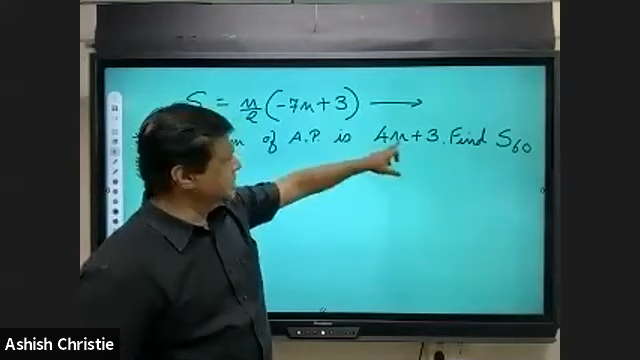 S = n/2 (-7n+3) →
of A.P. is 4n+3. Find S₆₀
Ashish Christie